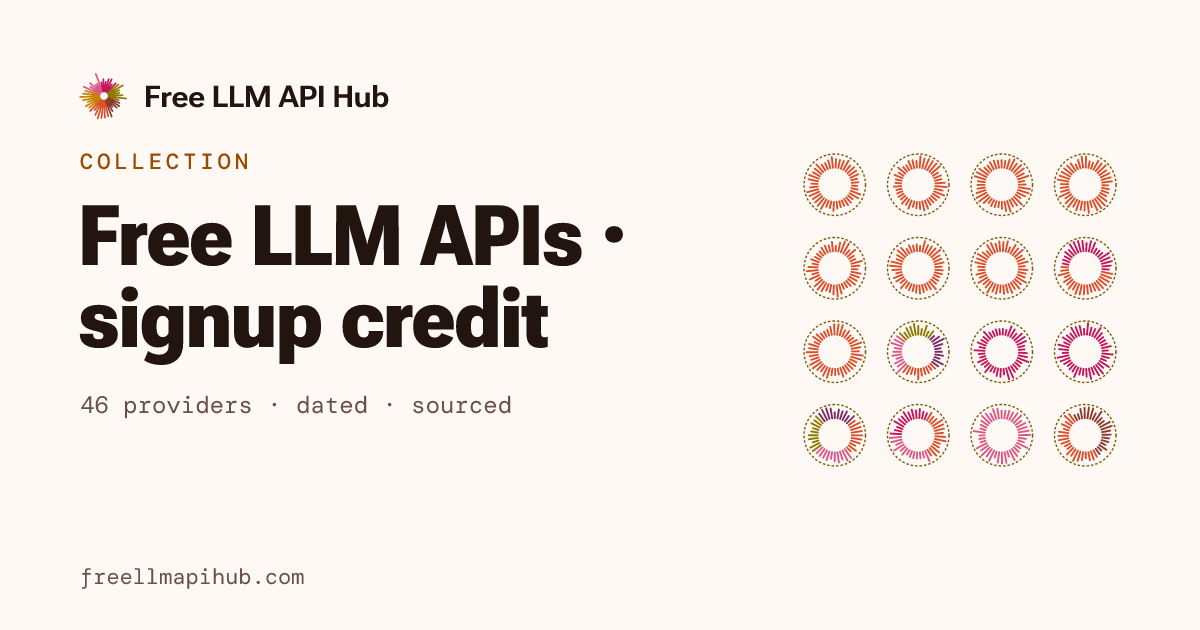 Free LLM API Hub
COLLECTION
Free LLM APIs •
signup credit
46 providers · dated · sourced
freellmapihub.com